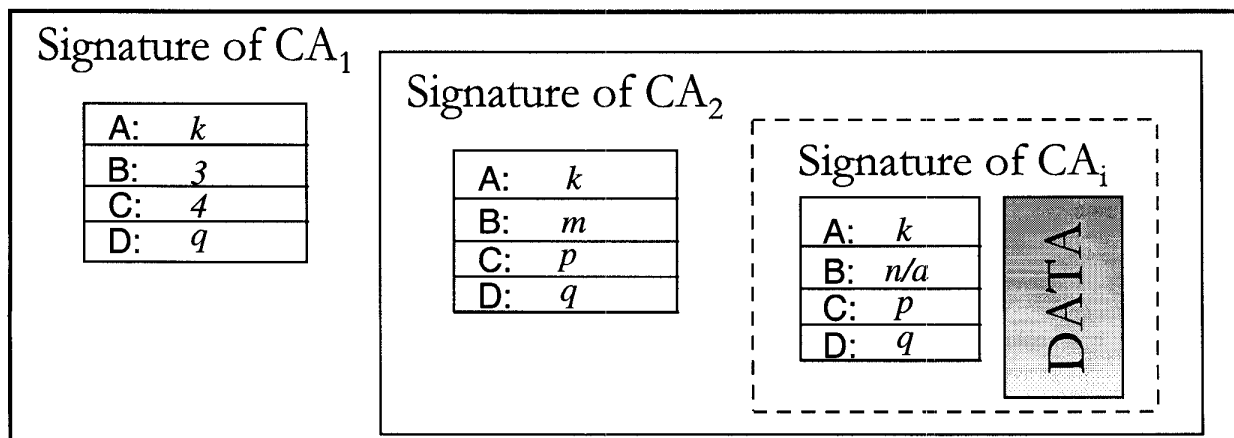 Signature of CA₁
A: k
B: 3
C: 4
D: q
Signature of CA₂
A: k
B: m
C: p
D: q
Signature of CAᵢ
A: k
B: n/a
C: p
D: q
DATA